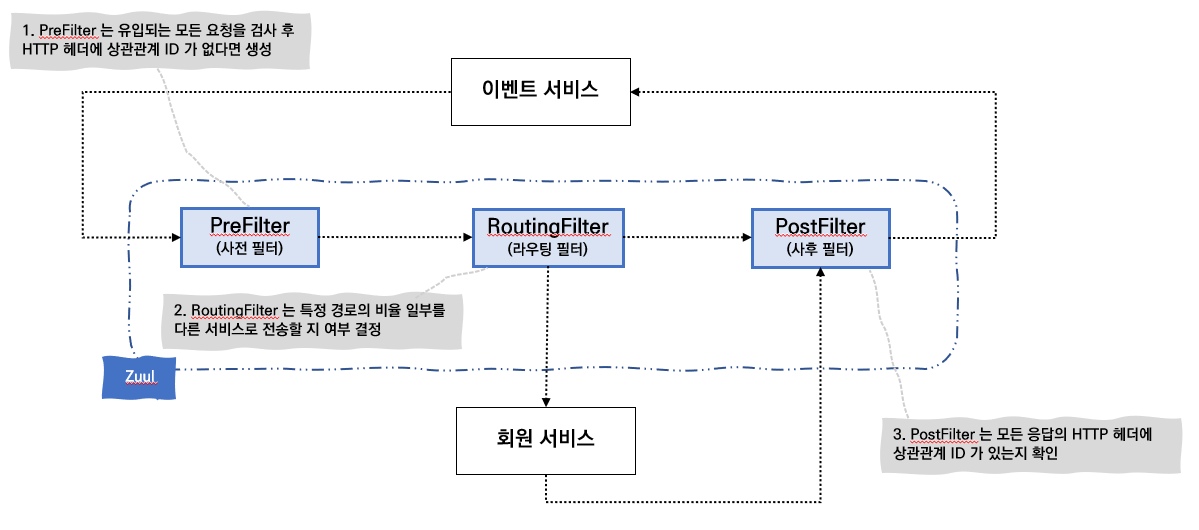 1. PreFilter 는 유입되는 모든 요청을 검사 후
HTTP 헤더에 상관관계 ID 가 없다면 생성
이벤트 서비스
PreFilter
(사전 필터)
RoutingFilter
(라우팅 필터)
PostFilter
(사후 필터)
2. RoutingFilter 는 특정 경로의 비율 일부를
다른 서비스로 전송할 지 여부 결정
Zuul
회원 서비스
3. PostFilter 는 모든 응답의 HTTP 헤더에
상관관계 ID 가 있는지 확인